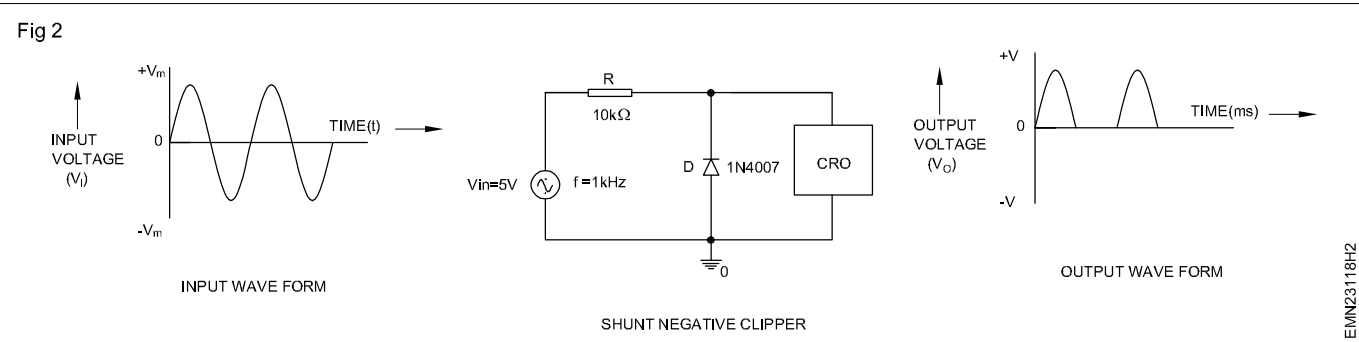 Fig 2
+Vm
INPUT
VOLTAGE
(VI)
0
TIME(t)
-Vm
INPUT WAVE FORM
R
10kΩ
Vin=5V
f=1kHz
D
1N4007
CRO
0
SHUNT NEGATIVE CLIPPER
+V
OUTPUT
VOLTAGE
(VO)
0
TIME(ms)
-V
OUTPUT WAVE FORM
EMN23118H2